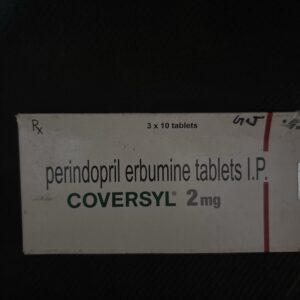 Rx
3 x 10 tablets
perindopril erbumine tablets I.P.
COVERSYL® 2mg